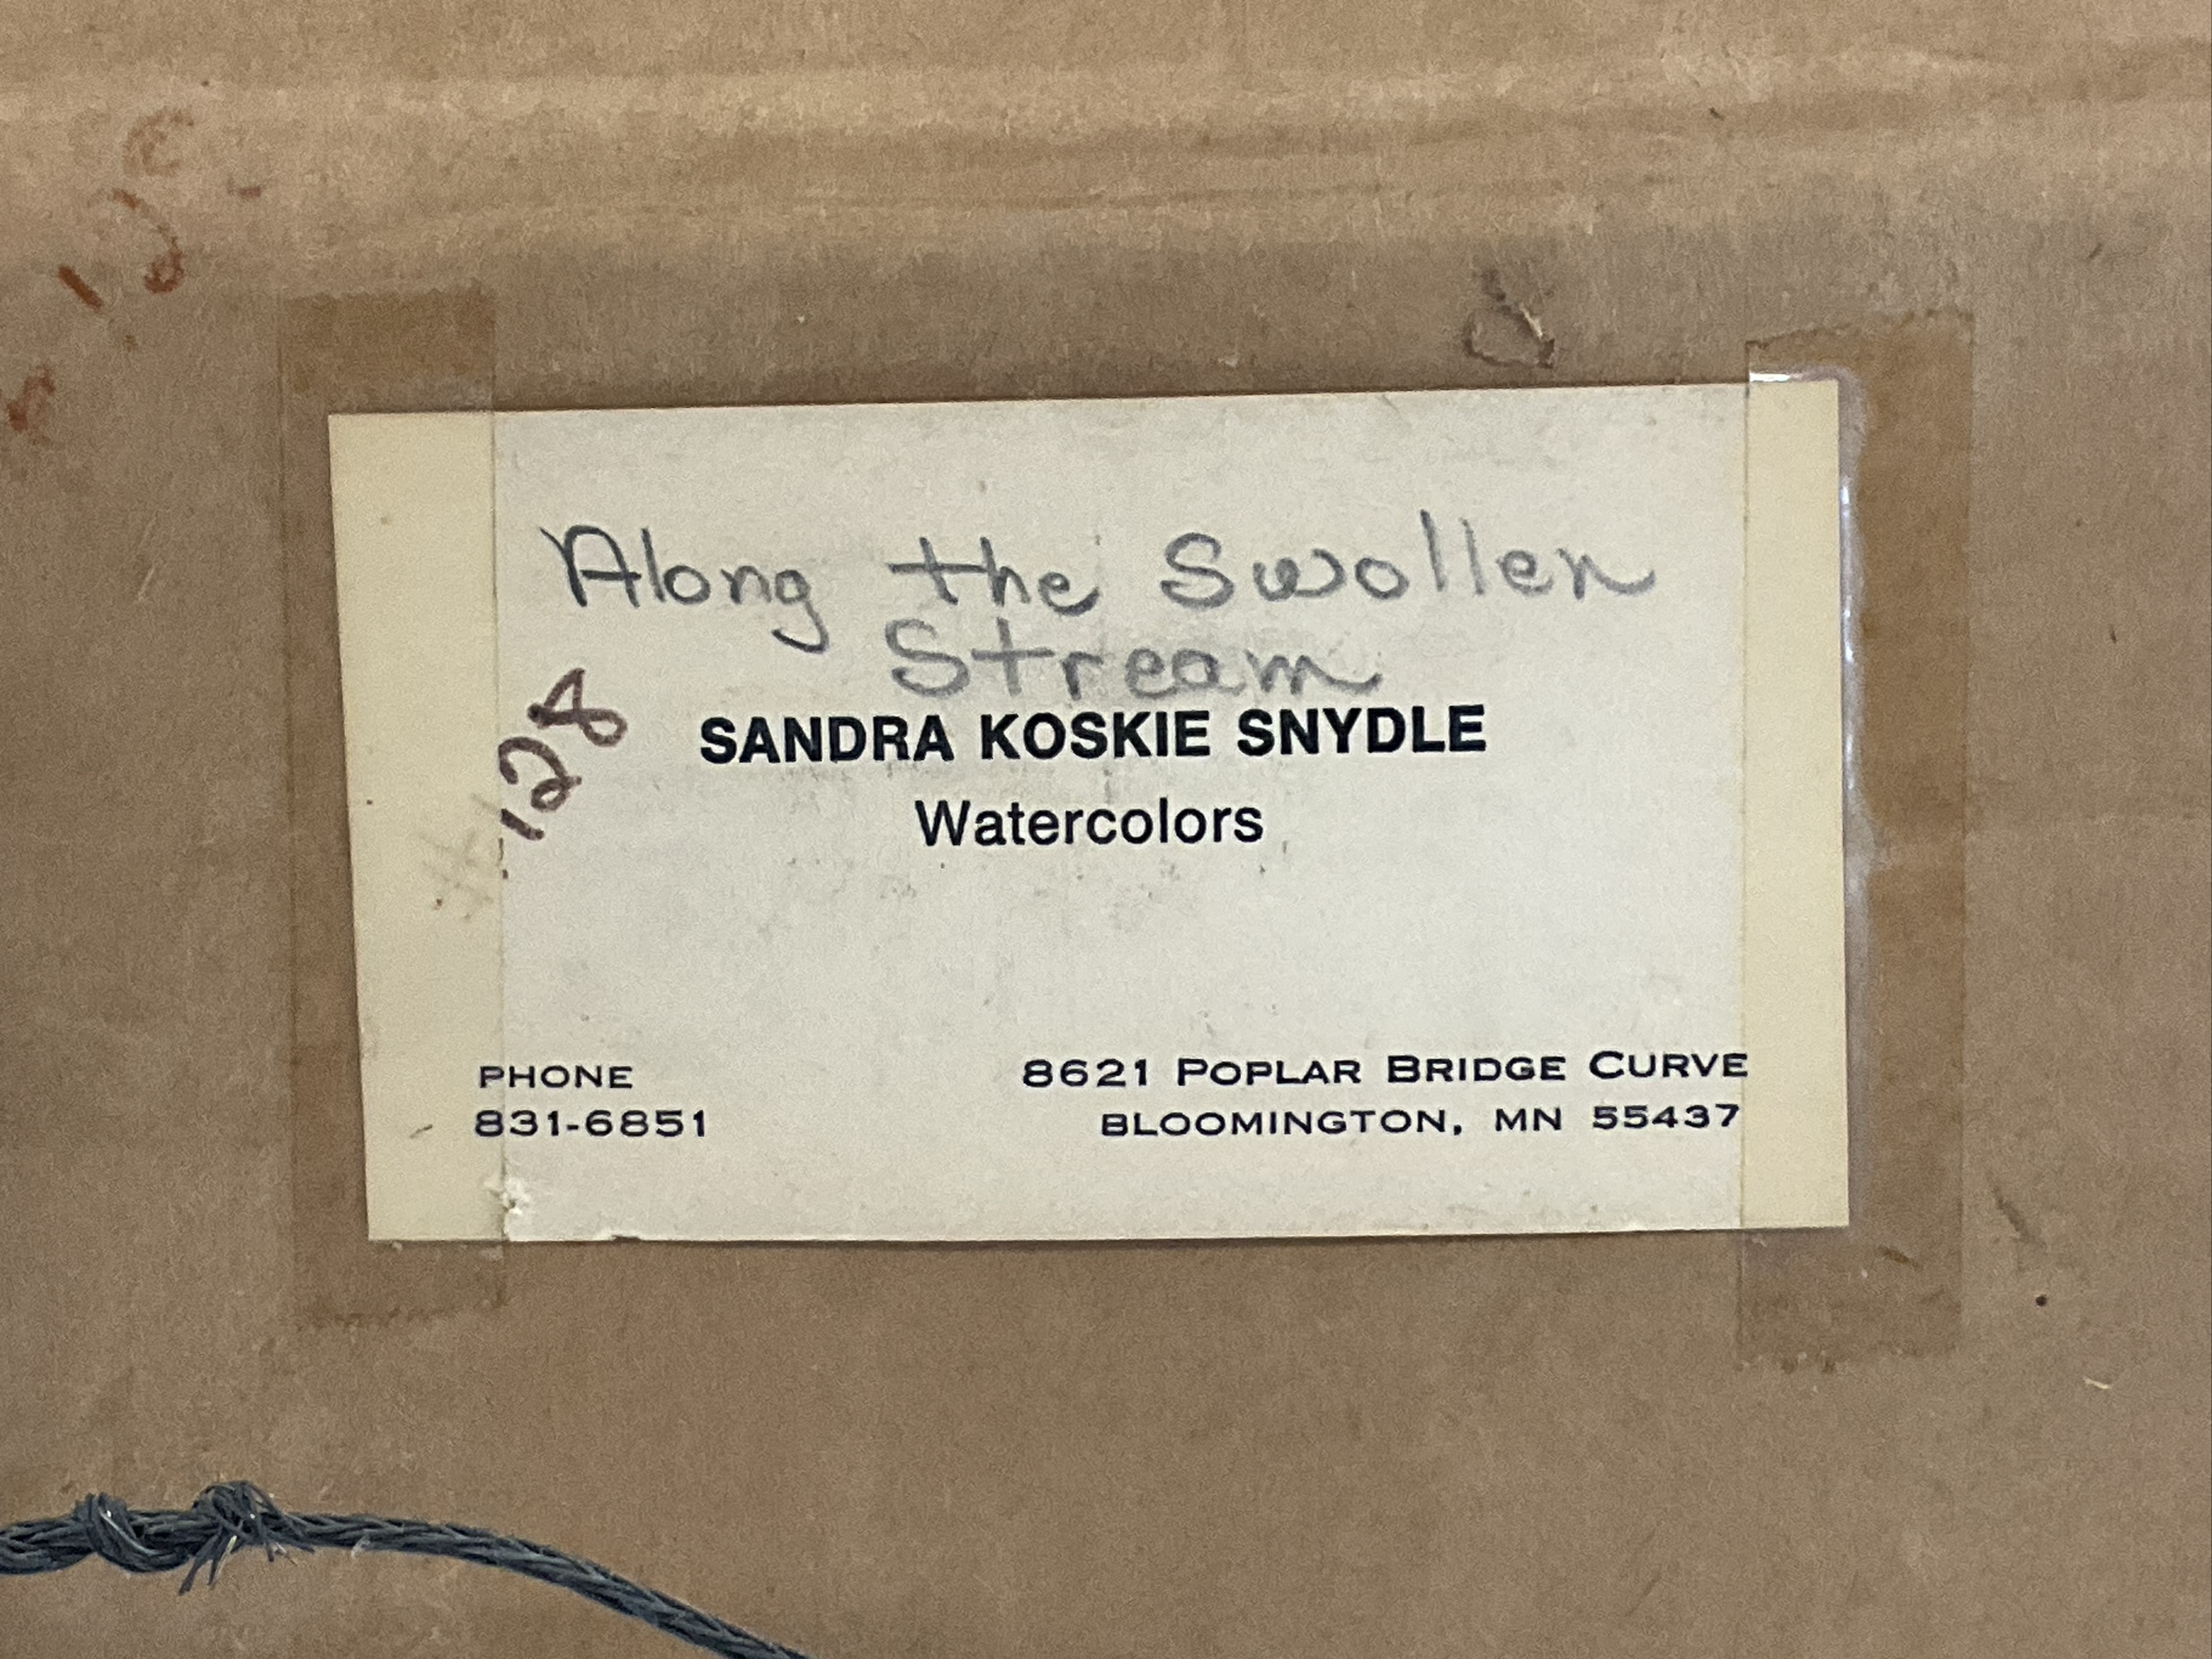 Along the Swollen
Stream
# 128
SANDRA KOSKIE SNYDLE
Watercolors
PHONE
831-6851
8621 POPLAR BRIDGE CURVE
BLOOMINGTON, MN 55437